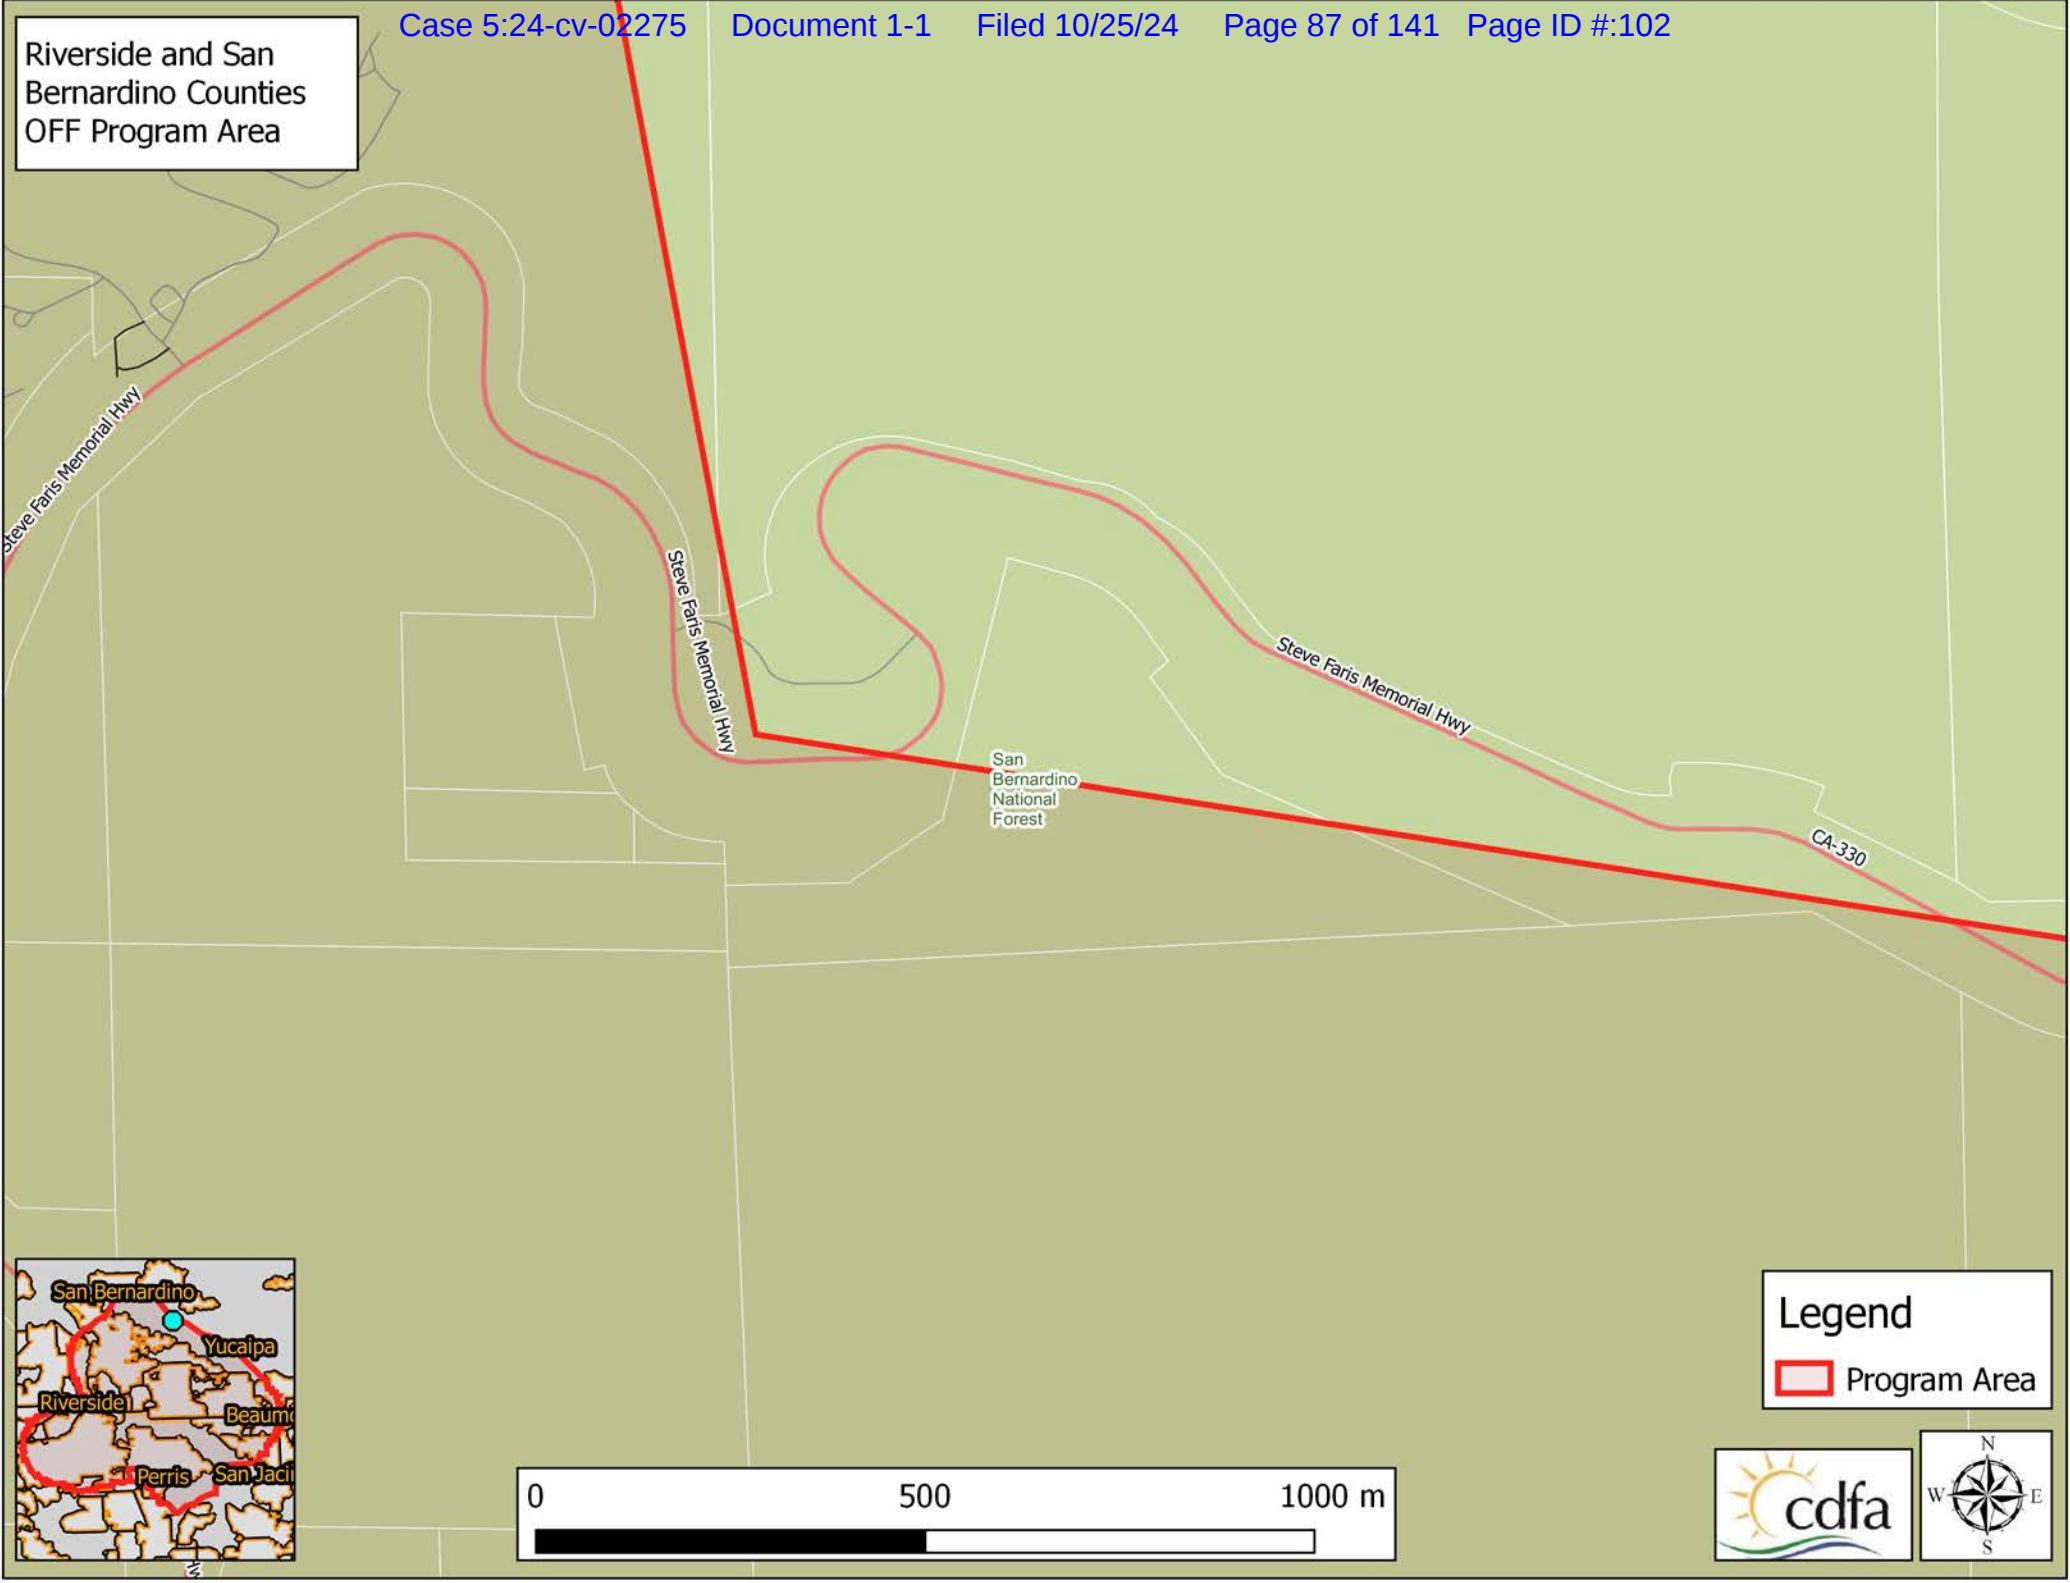 Case 5:24-cv-02275 Document 1-1 Filed 10/25/24 Page 87 of 141 Page ID #:102
Riverside and San
Bernardino Counties
OFF Program Area
Steve Faris Memorial Hwy
Steve Faris Memorial Hwy
Steve Faris Memorial Hwy
San
Bernardino
National
Forest
CA-330
San Bernardino
Yucaipa
Riverside
Beaumo
Perris
San Jaci
0 500 1000 m
Legend
Program Area
cdfa
N
W E
S